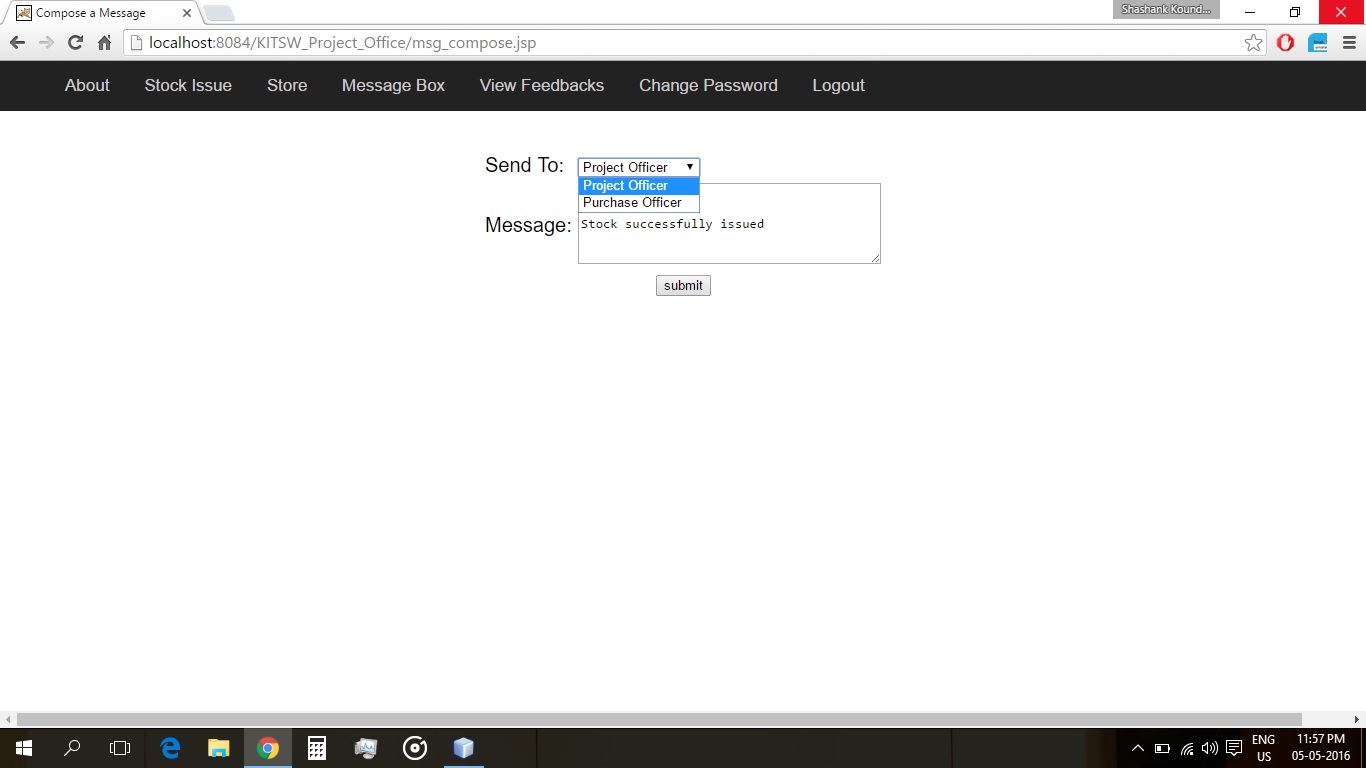 Compose a Message
Shashank Kound...
localhost:8084/KITSW_Project_Office/msg_compose.jsp
About Stock Issue Store Message Box View Feedbacks Change Password Logout
Send To: Project Officer
Project Officer
Purchase Officer
Message: Stock successfully issued
submit
ENG 11:57 PM
US 05-05-2016